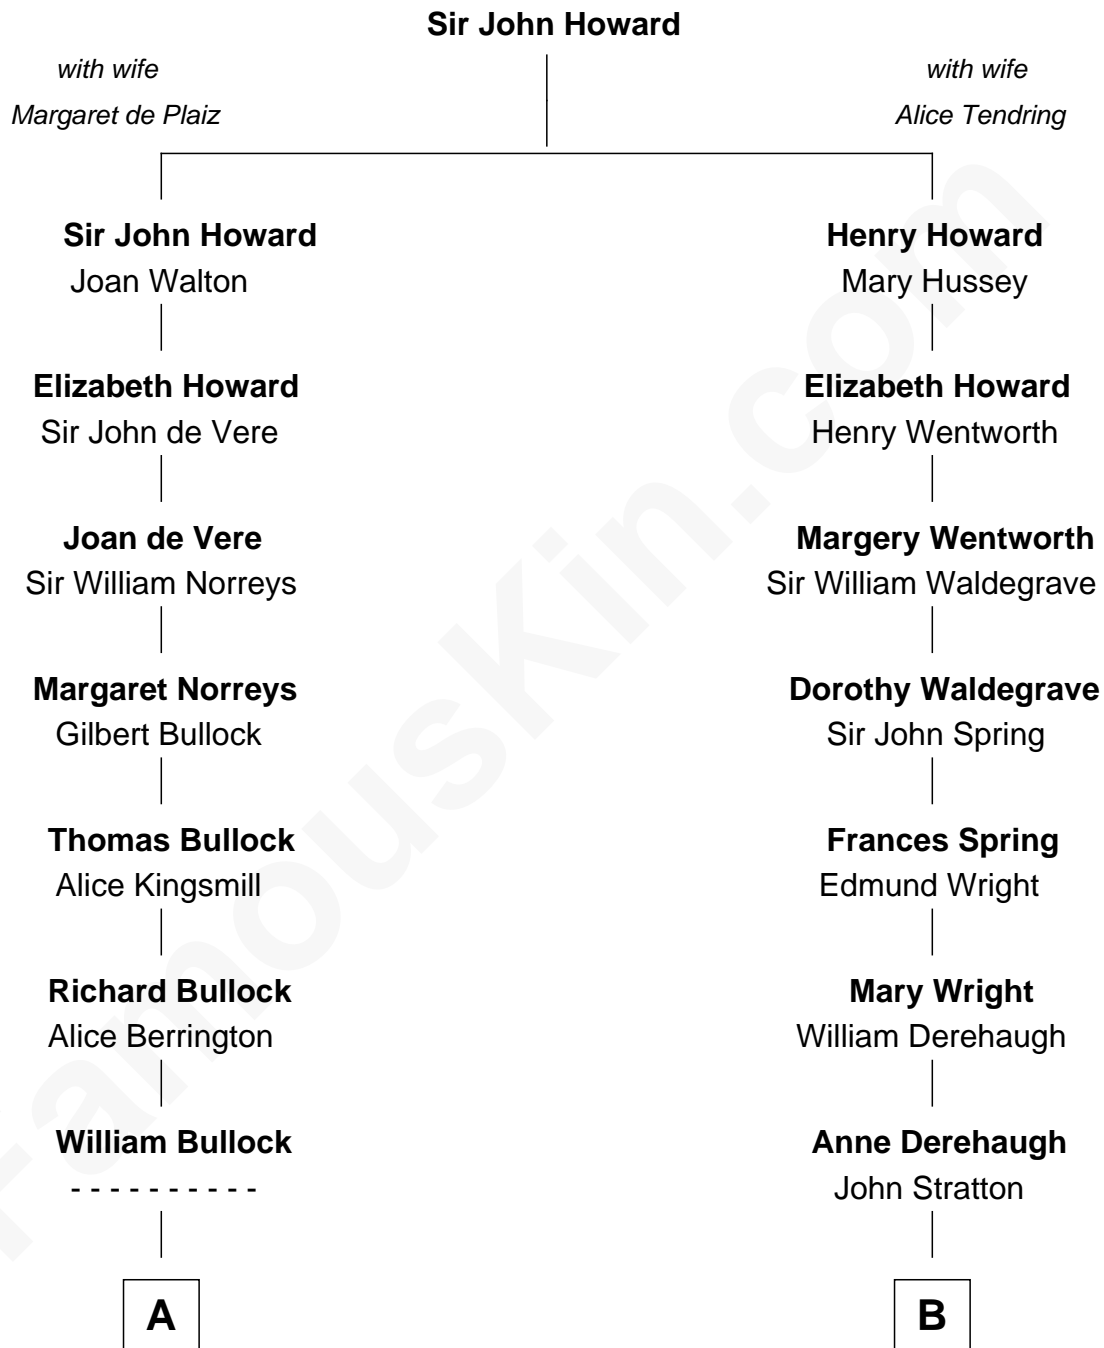 Sir John Howard
with wife
Margaret de Plaiz
with wife
Alice Tendring
Sir John Howard
Joan Walton
Henry Howard
Mary Hussey
Elizabeth Howard
Sir John de Vere
Elizabeth Howard
Henry Wentworth
Joan de Vere
Sir William Norreys
Margery Wentworth
Sir William Waldegrave
Margaret Norreys
Gilbert Bullock
Dorothy Waldegrave
Sir John Spring
Thomas Bullock
Alice Kingsmill
Frances Spring
Edmund Wright
Richard Bullock
Alice Berrington
Mary Wright
William Derehaugh
William Bullock
- - - - - - - - - -
Anne Derehaugh
John Stratton
A
B
FamousKin.com